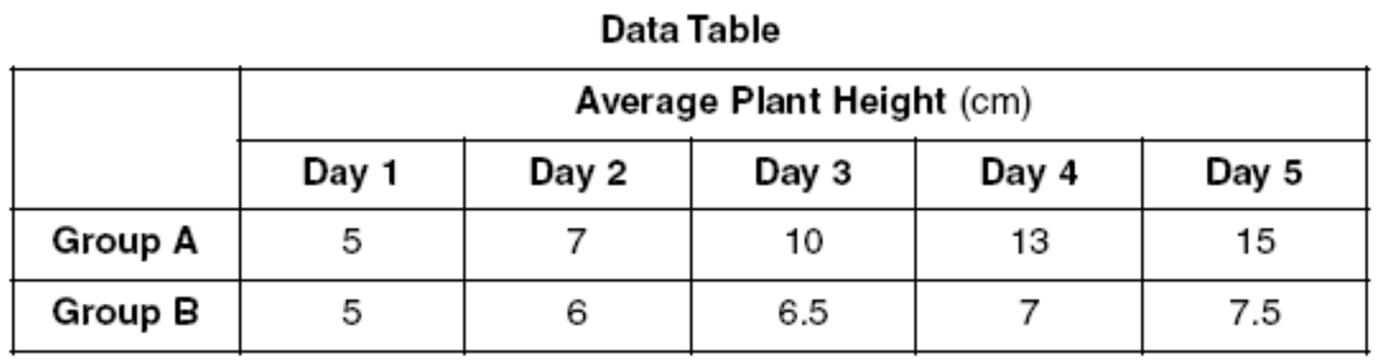 Data Table
Average Plant Height (cm)
Day 1 Day 2 Day 3 Day 4 Day 5
Group A 5 7 10 13 15
Group B 5 6 6.5 7 7.5